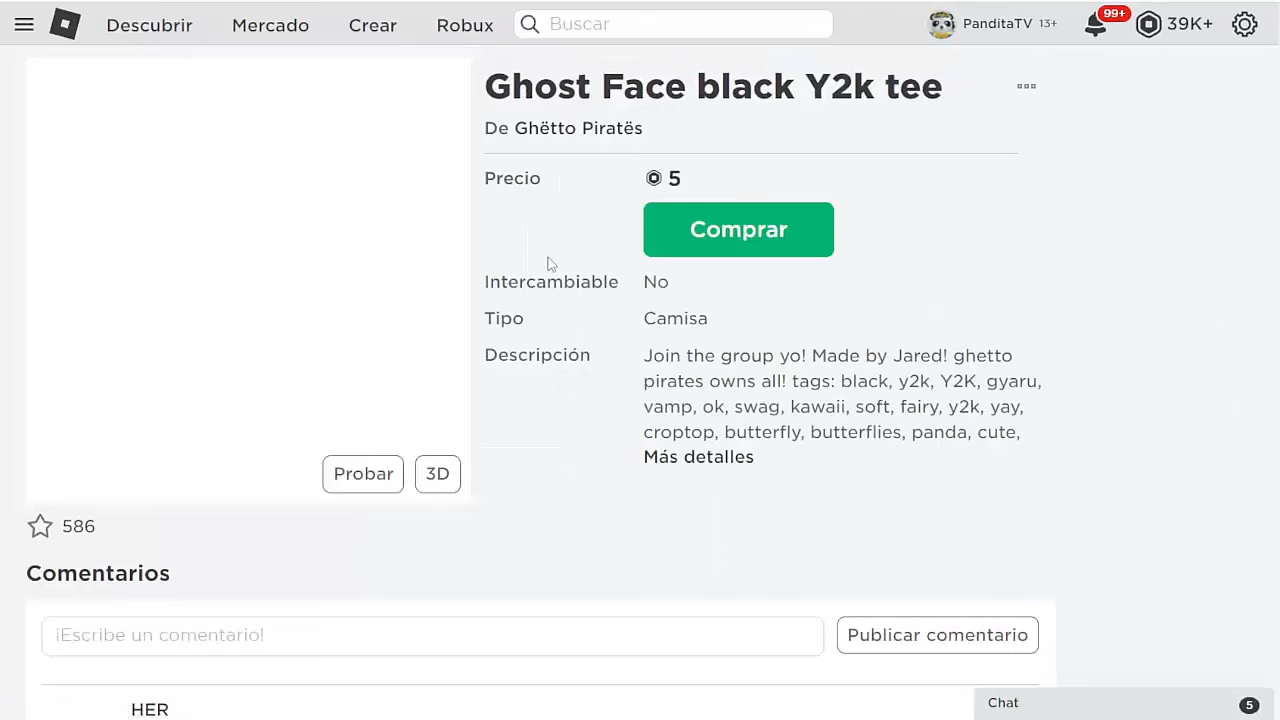 Descubrir Mercado Crear Robux Buscar PanditaTV 13+ 99+ 39K+
Ghost Face black Y2k tee
De Ghëtto Piratës
Precio 5
Comprar
Intercambiable No
Tipo Camisa
Descripción Join the group yo! Made by Jared! ghetto
pirates owns all! tags: black, y2k, Y2K, gyaru,
vamp, ok, swag, kawaii, soft, fairy, y2k, yay,
croptop, butterfly, butterflies, panda, cute,
Más detalles
Probar 3D
586
Comentarios
¡Escribe un comentario! Publicar comentario
HER
Chat 5